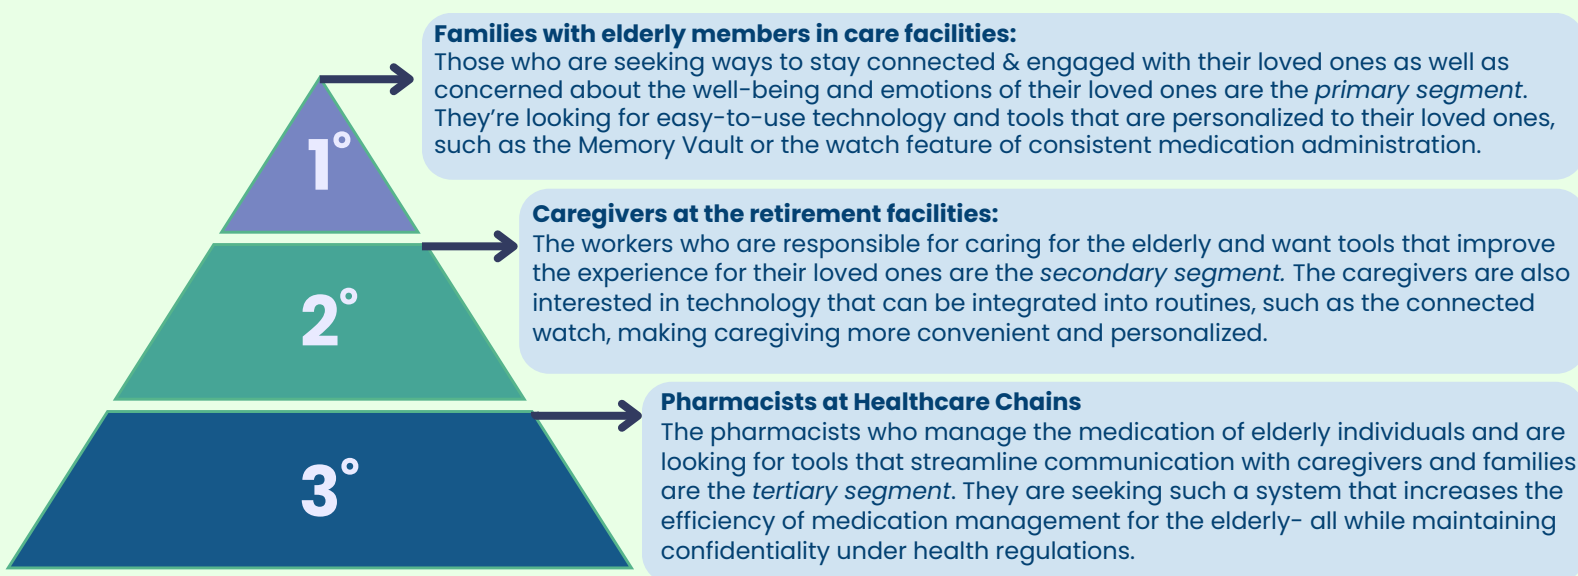 Families with elderly members in care facilities:
Those who are seeking ways to stay connected & engaged with their loved ones as well as
concerned about the well-being and emotions of their loved ones are the primary segment.
They’re looking for easy-to-use technology and tools that are personalized to their loved ones,
such as the Memory Vault or the watch feature of consistent medication administration.
1°
Caregivers at the retirement facilities:
The workers who are responsible for caring for the elderly and want tools that improve
the experience for their loved ones are the secondary segment. The caregivers are also
interested in technology that can be integrated into routines, such as the connected
watch, making caregiving more convenient and personalized.
2°
Pharmacists at Healthcare Chains
The pharmacists who manage the medication of elderly individuals and are
looking for tools that streamline communication with caregivers and families
are the tertiary segment. They are seeking such a system that increases the
efficiency of medication management for the elderly- all while maintaining
confidentiality under health regulations.
3°